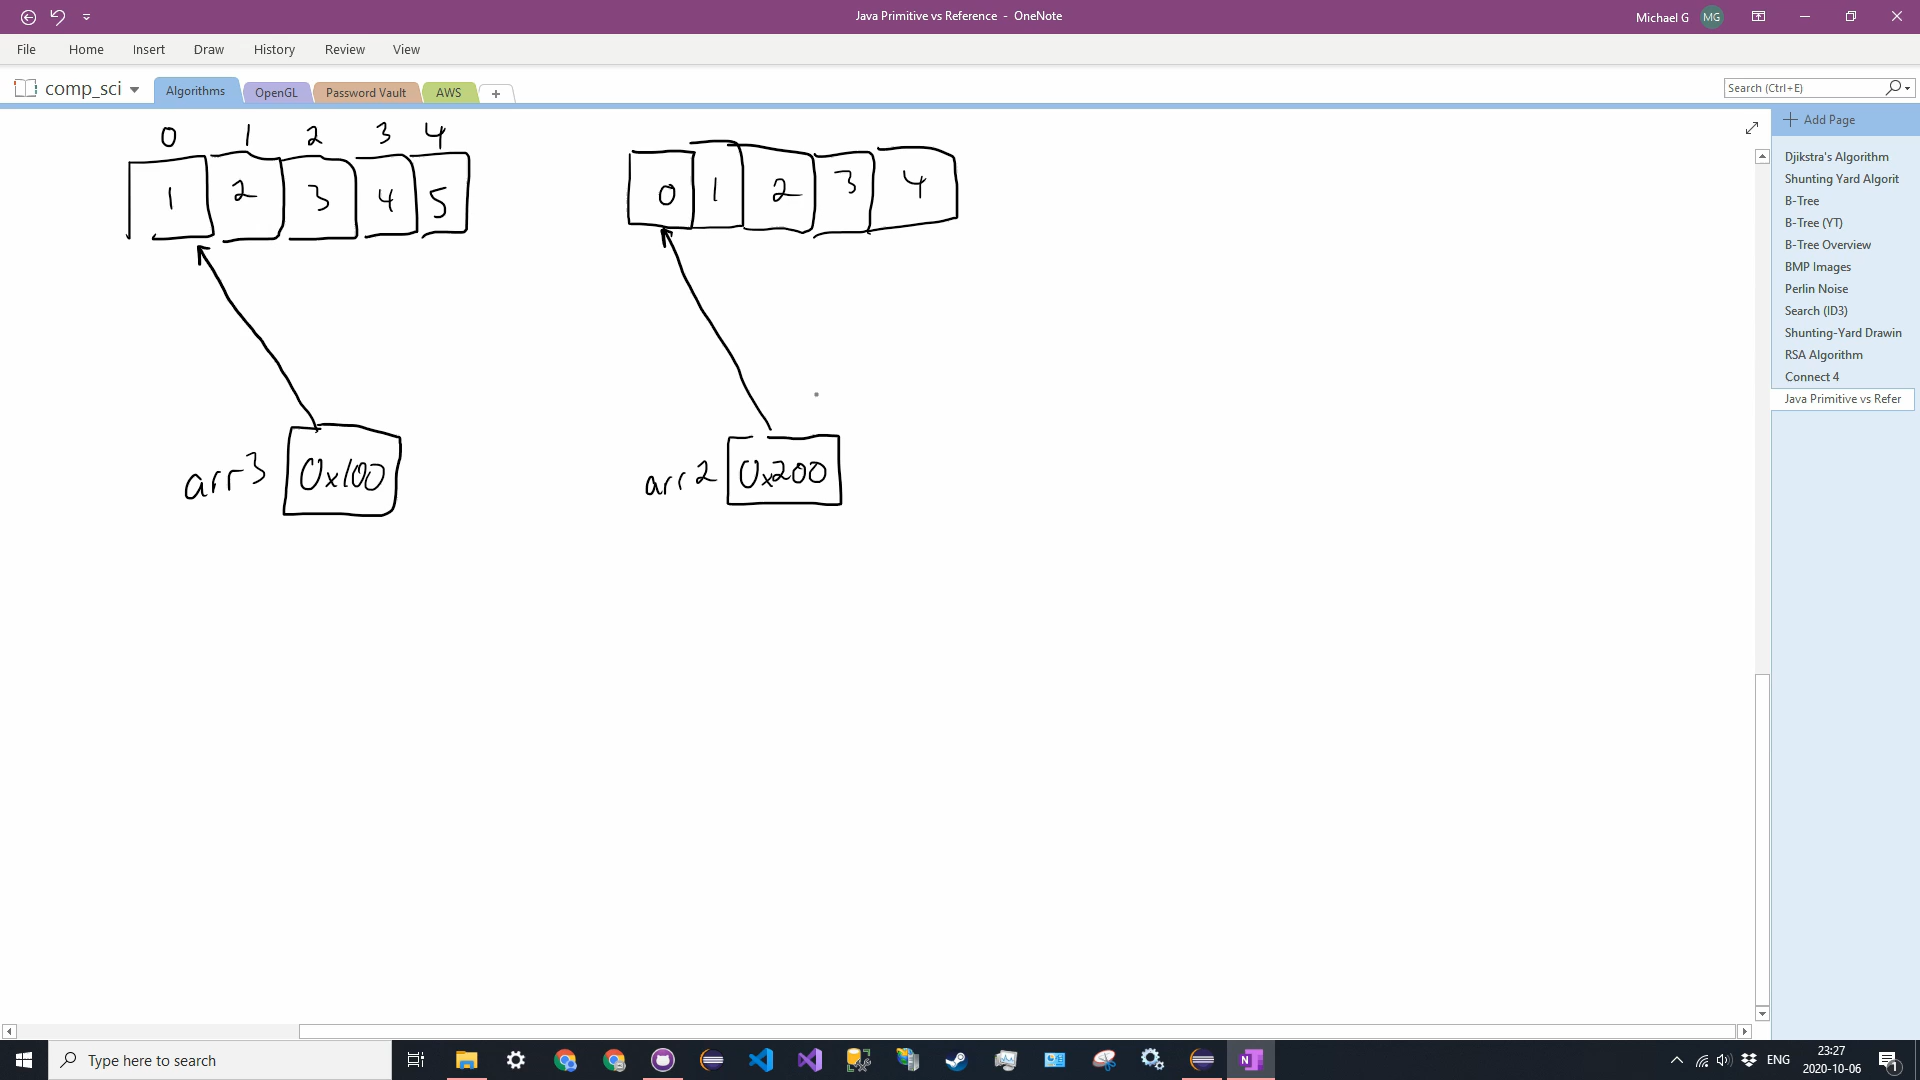 Java Primitive vs Reference - OneNote
Michael G
MG
File Home Insert Draw History Review View
comp_sci
Algorithms
OpenGL
Password Vault
AWS
+
Search (Ctrl+E)
Add Page
Djikstra's Algorithm
Shunting Yard Algorit
B-Tree
B-Tree (YT)
B-Tree Overview
BMP Images
Perlin Noise
Search (ID3)
Shunting-Yard Drawin
RSA Algorithm
Connect 4
Java Primitive vs Refer
0 1 2 3 4
1 2 3 4 5
0 1 2 3 4
arr3 0x100
arr2 0x200
Type here to search
ENG
23:27
2020-10-06
1